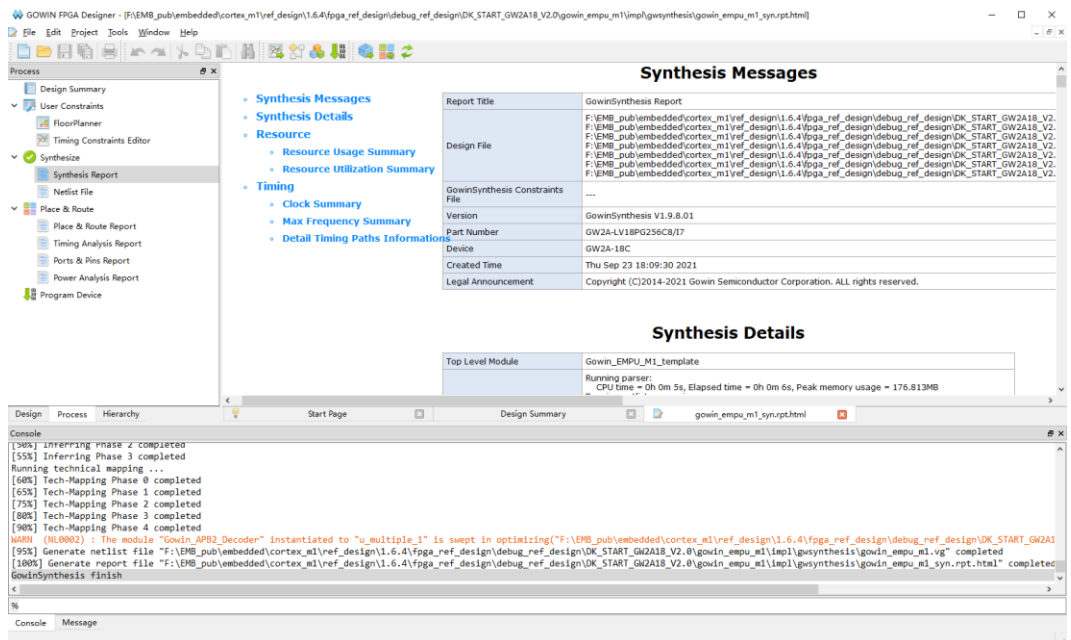 GOWIN FPGA Designer - [F:\EMB_pub\embedded\cortex_m1\ref_design\1.6.4\fpga_ref_design\debug_ref_design\DK_START_GW2A18_V2.0\gowin_empu_m1\impl\gwsynthesis\gowin_empu_m1_syn.rpt.html]
File Edit Project Tools Window Help
Process
Design Summary
User Constraints
FloorPlanner
Timing Constraints Editor
Synthesize
Synthesis Report
Netlist File
Place & Route
Place & Route Report
Timing Analysis Report
Ports & Pins Report
Power Analysis Report
Program Device
Design Process Hierarchy
Synthesis Messages
Synthesis Details
Resource
Resource Usage Summary
Resource Utilization Summary
Timing
Clock Summary
Max Frequency Summary
Detail Timing Paths Informations
Synthesis Messages
Report Title GowinSynthesis Report
Design File
F:\EMB_pub\embedded\cortex_m1\ref_design\1.6.4\fpga_ref_design\debug_ref_design\DK_START_GW2A18_V2.
F:\EMB_pub\embedded\cortex_m1\ref_design\1.6.4\fpga_ref_design\debug_ref_design\DK_START_GW2A18_V2.
F:\EMB_pub\embedded\cortex_m1\ref_design\1.6.4\fpga_ref_design\debug_ref_design\DK_START_GW2A18_V2.
F:\EMB_pub\embedded\cortex_m1\ref_design\1.6.4\fpga_ref_design\debug_ref_design\DK_START_GW2A18_V2.
F:\EMB_pub\embedded\cortex_m1\ref_design\1.6.4\fpga_ref_design\debug_ref_design\DK_START_GW2A18_V2.
F:\EMB_pub\embedded\cortex_m1\ref_design\1.6.4\fpga_ref_design\debug_ref_design\DK_START_GW2A18_V2.
F:\EMB_pub\embedded\cortex_m1\ref_design\1.6.4\fpga_ref_design\debug_ref_design\DK_START_GW2A18_V2.
GowinSynthesis Constraints File ---
Version GowinSynthesis V1.9.8.01
Part Number GW2A-LV18PG256C8/I7
Device GW2A-18C
Created Time Thu Sep 23 18:09:30 2021
Legal Announcement Copyright (C)2014-2021 Gowin Semiconductor Corporation. ALL rights reserved.
Synthesis Details
Top Level Module Gowin_EMPU_M1_template
Running parser:
CPU time = 0h 0m 5s, Elapsed time = 0h 0m 6s, Peak memory usage = 176.813MB
Start Page Design Summary gowin_empu_m1_syn.rpt.html
Console
[50%] Inferring Phase 2 completed
[55%] Inferring Phase 3 completed
Running technical mapping ...
[60%] Tech-Mapping Phase 0 completed
[65%] Tech-Mapping Phase 1 completed
[75%] Tech-Mapping Phase 2 completed
[80%] Tech-Mapping Phase 3 completed
[90%] Tech-Mapping Phase 4 completed
WARN (NL0002) : The module "Gowin_APB2_Decoder" instantiated to "u_multiple_1" is swept in optimizing("F:\EMB_pub\embedded\cortex_m1\ref_design\1.6.4\fpga_ref_design\debug_ref_design\DK_START_GW2A1
[95%] Generate netlist file "F:\EMB_pub\embedded\cortex_m1\ref_design\1.6.4\fpga_ref_design\debug_ref_design\DK_START_GW2A18_V2.0\gowin_empu_m1\impl\gwsynthesis\gowin_empu_m1.vg" completed
[100%] Generate report file "F:\EMB_pub\embedded\cortex_m1\ref_design\1.6.4\fpga_ref_design\debug_ref_design\DK_START_GW2A18_V2.0\gowin_empu_m1\impl\gwsynthesis\gowin_empu_m1_syn.rpt.html" completed
GowinSynthesis finish
%
Console Message